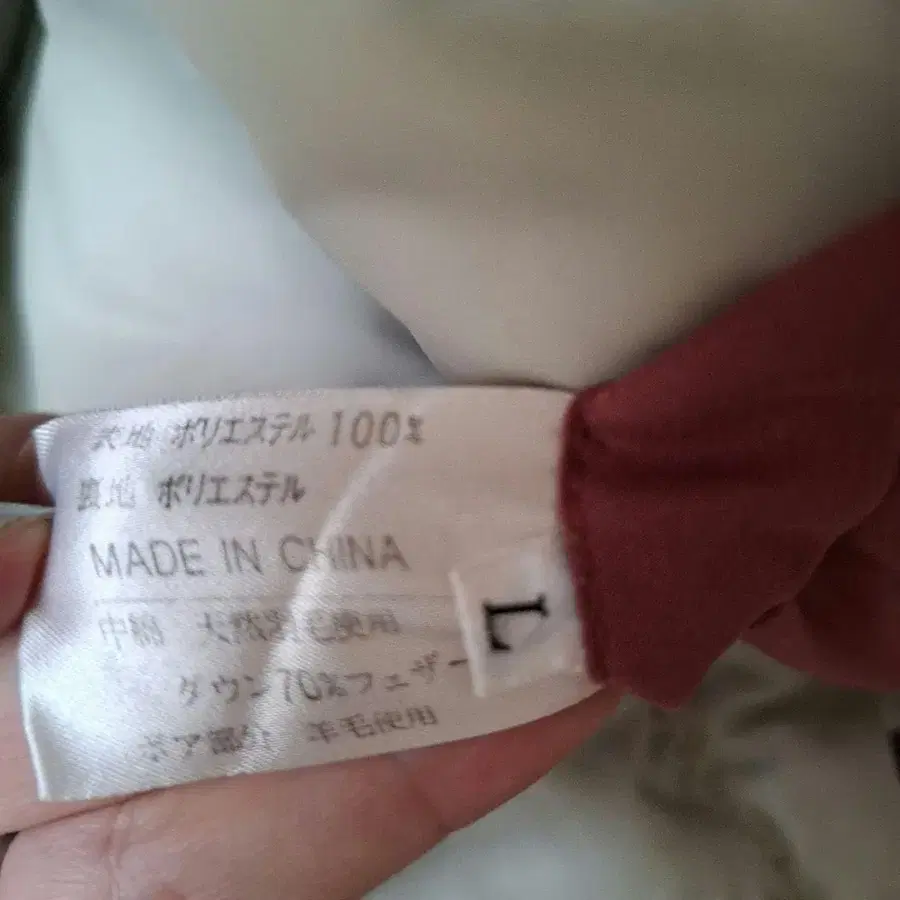 表地 ポリエステル 100%
裏地 ポリエステル
MADE IN CHINA
中綿 天然羽毛使用
ダウン70%フェザー
ボア部分 羊毛使用
L